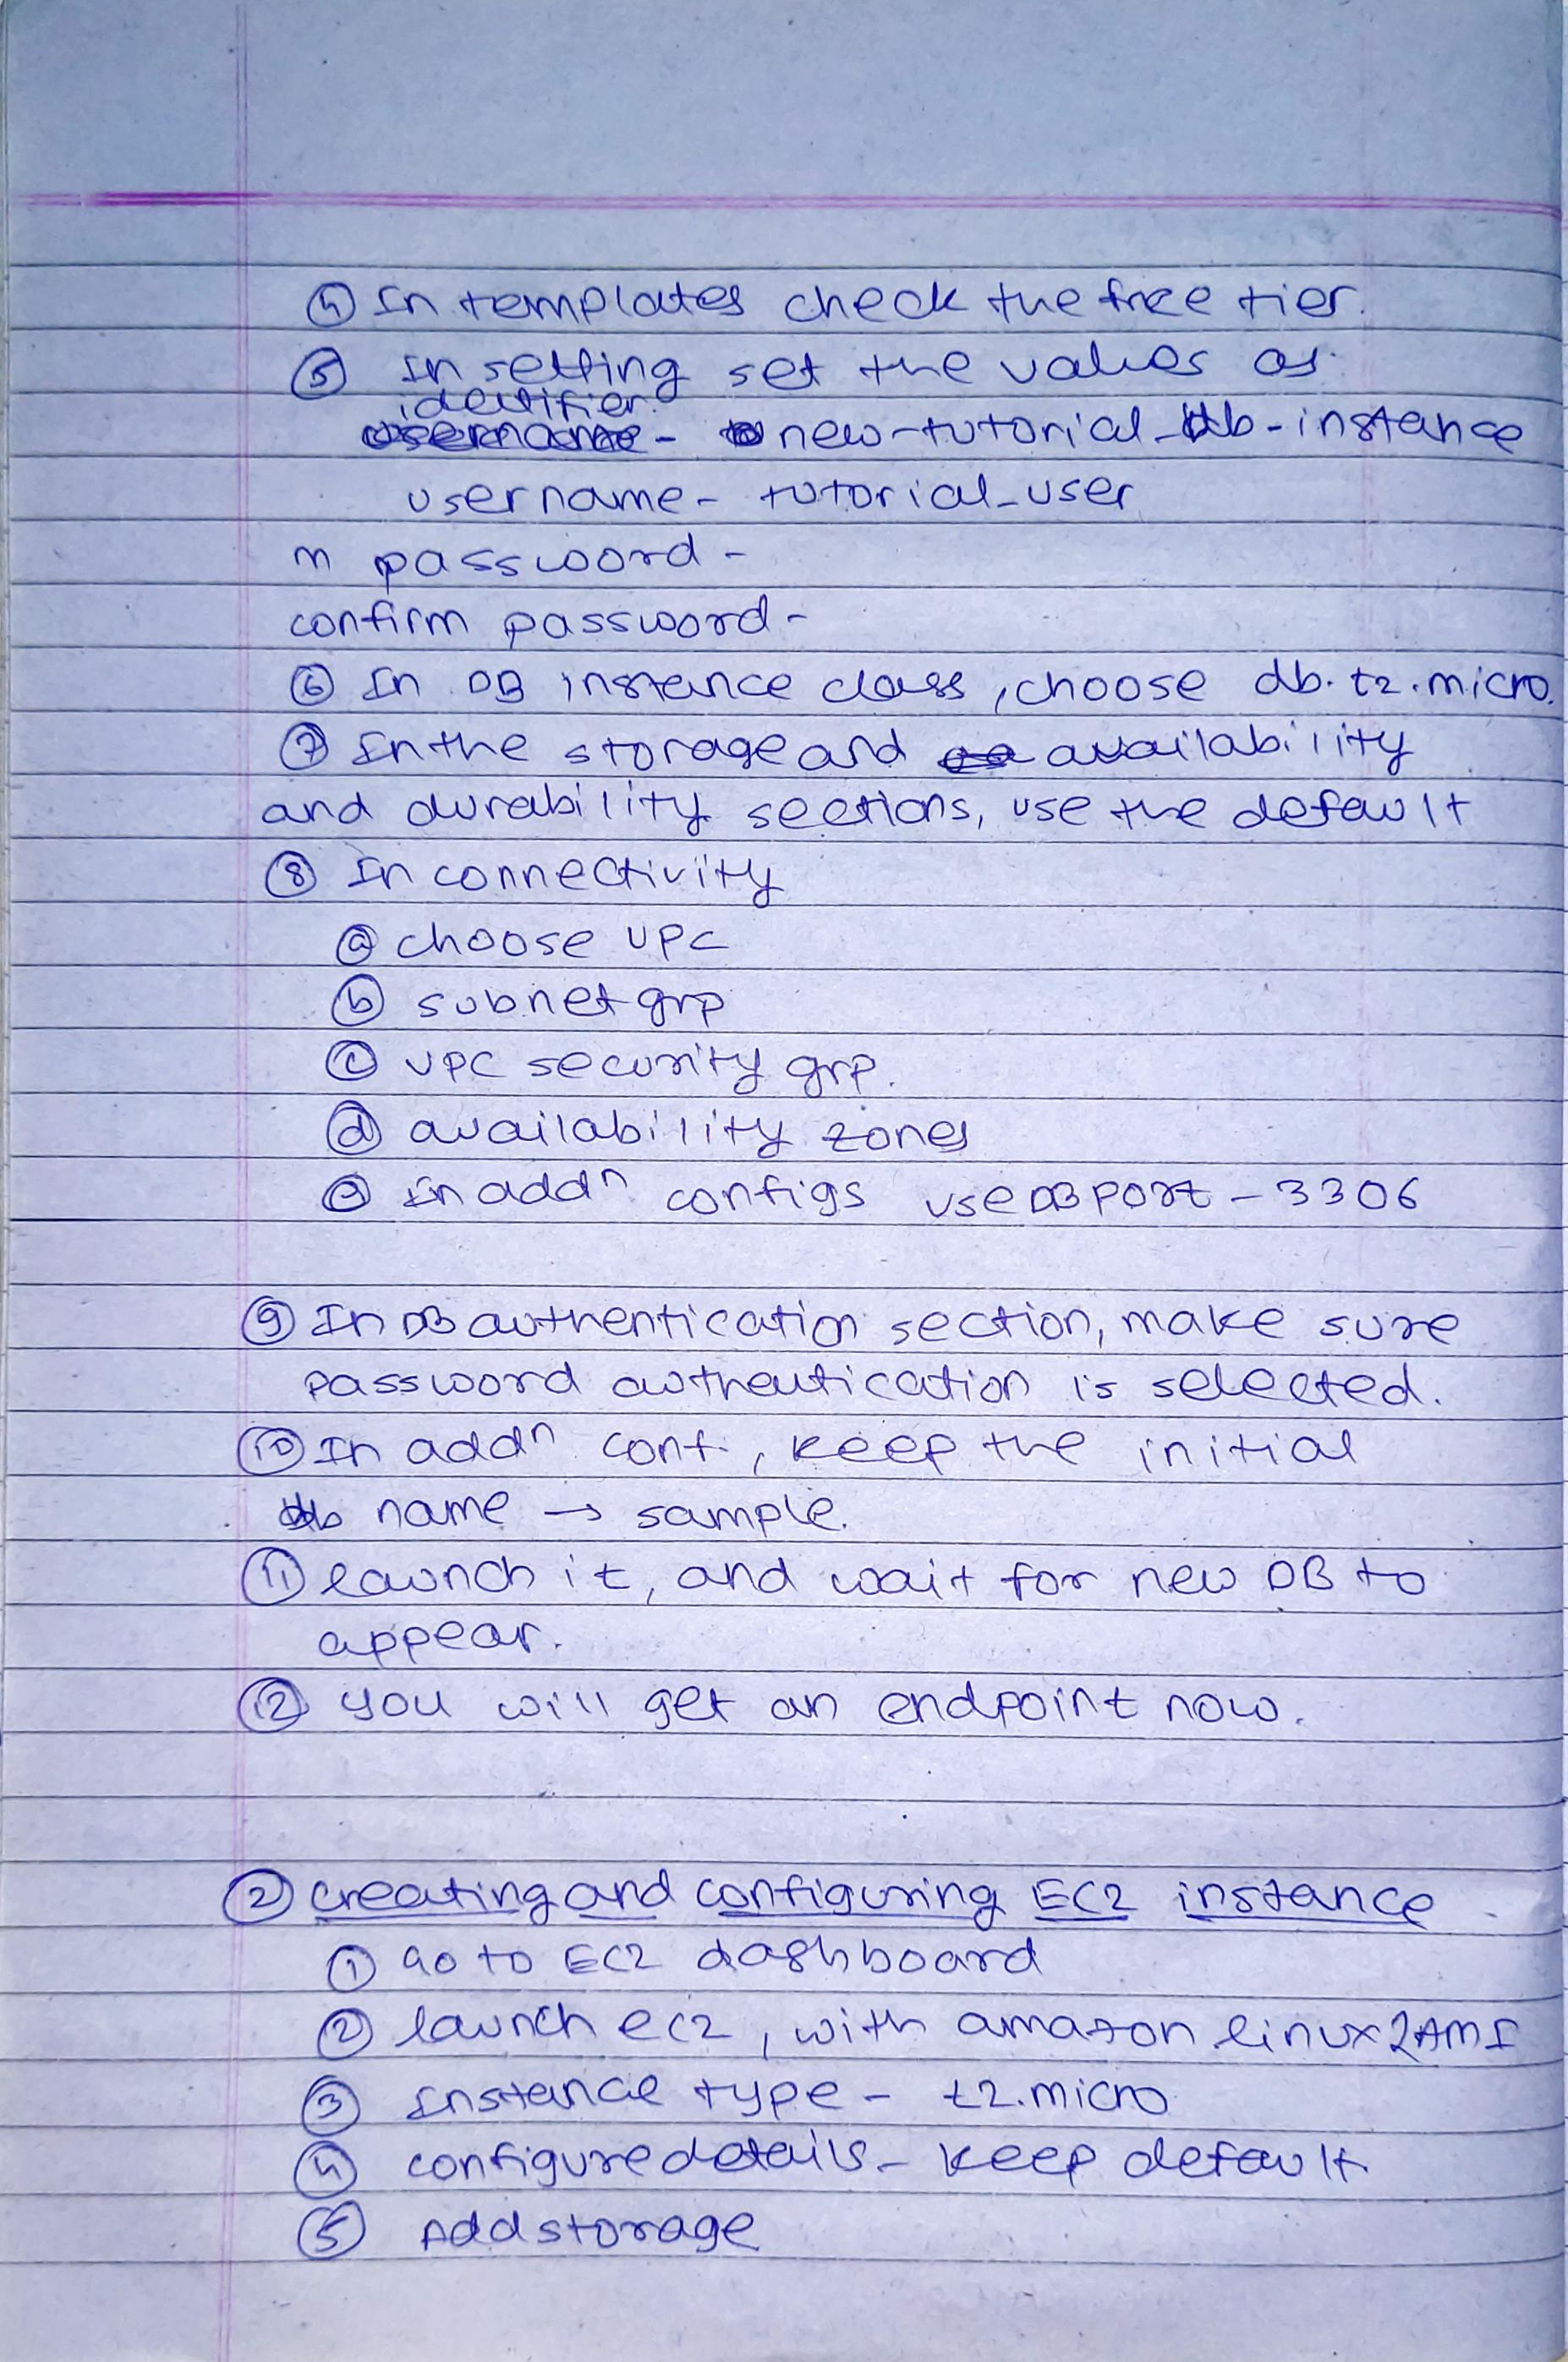 ④ In templates check the free tier.
⑤ In setting set the values as
identifier
username - new-tutorial-db-instance
username - tutorial_user
m password -
confirm password -
⑥ In DB instance class, choose db.t2.micro.
⑦ In the storage and availability
and durability sections, use the default
⑧ In connectivity
ⓐ choose VPC
ⓑ subnet grp
ⓒ VPC security grp.
ⓓ availability zones
ⓔ In addn configs use DB port - 3306
⑨ In DB authentication section, make sure
password authentication is selected.
⑩ In addn conf., keep the initial
db name → sample.
⑪ launch it, and wait for new DB to
appear.
⑫ you will get an endpoint now.
② creating and configuring EC2 instance
① Go to EC2 dashboard
② launch ec2, with amazon linux 2 AMI
③ Instance type - t2.micro
④ configure details - keep default
⑤ Add storage